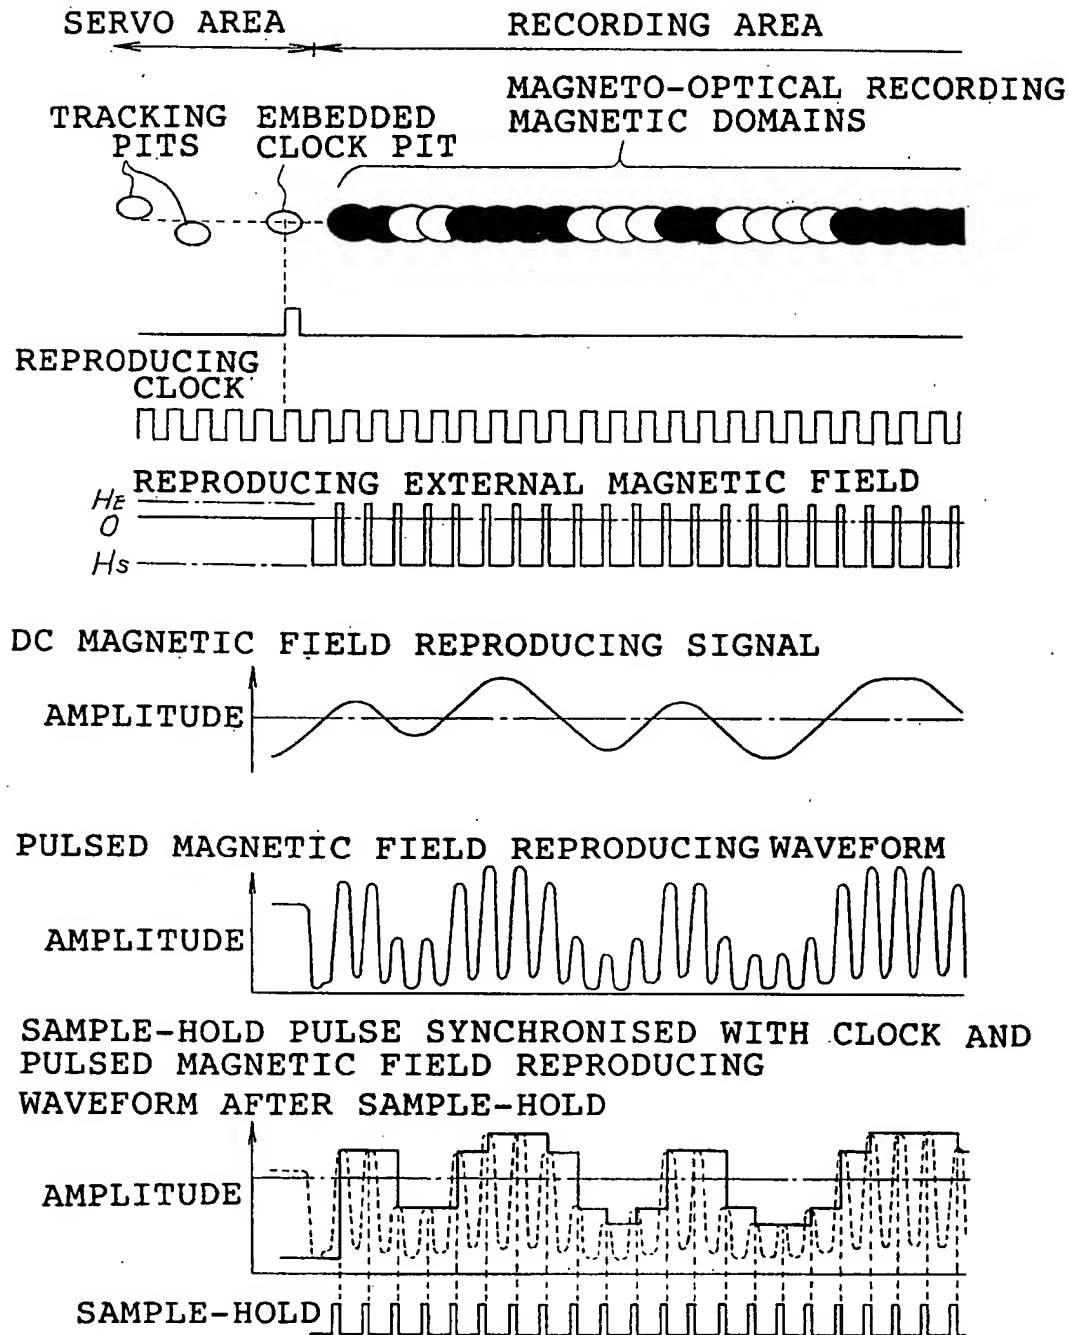 SERVO AREA
RECORDING AREA
MAGNETO-OPTICAL RECORDING
MAGNETIC DOMAINS
TRACKING
PITS
EMBEDDED
CLOCK PIT
REPRODUCING
CLOCK
REPRODUCING EXTERNAL MAGNETIC FIELD
HE
O
HS
DC MAGNETIC FIELD REPRODUCING SIGNAL
AMPLITUDE
PULSED MAGNETIC FIELD REPRODUCING WAVEFORM
AMPLITUDE
SAMPLE-HOLD PULSE SYNCHRONISED WITH CLOCK AND
PULSED MAGNETIC FIELD REPRODUCING
WAVEFORM AFTER SAMPLE-HOLD
AMPLITUDE
SAMPLE-HOLD